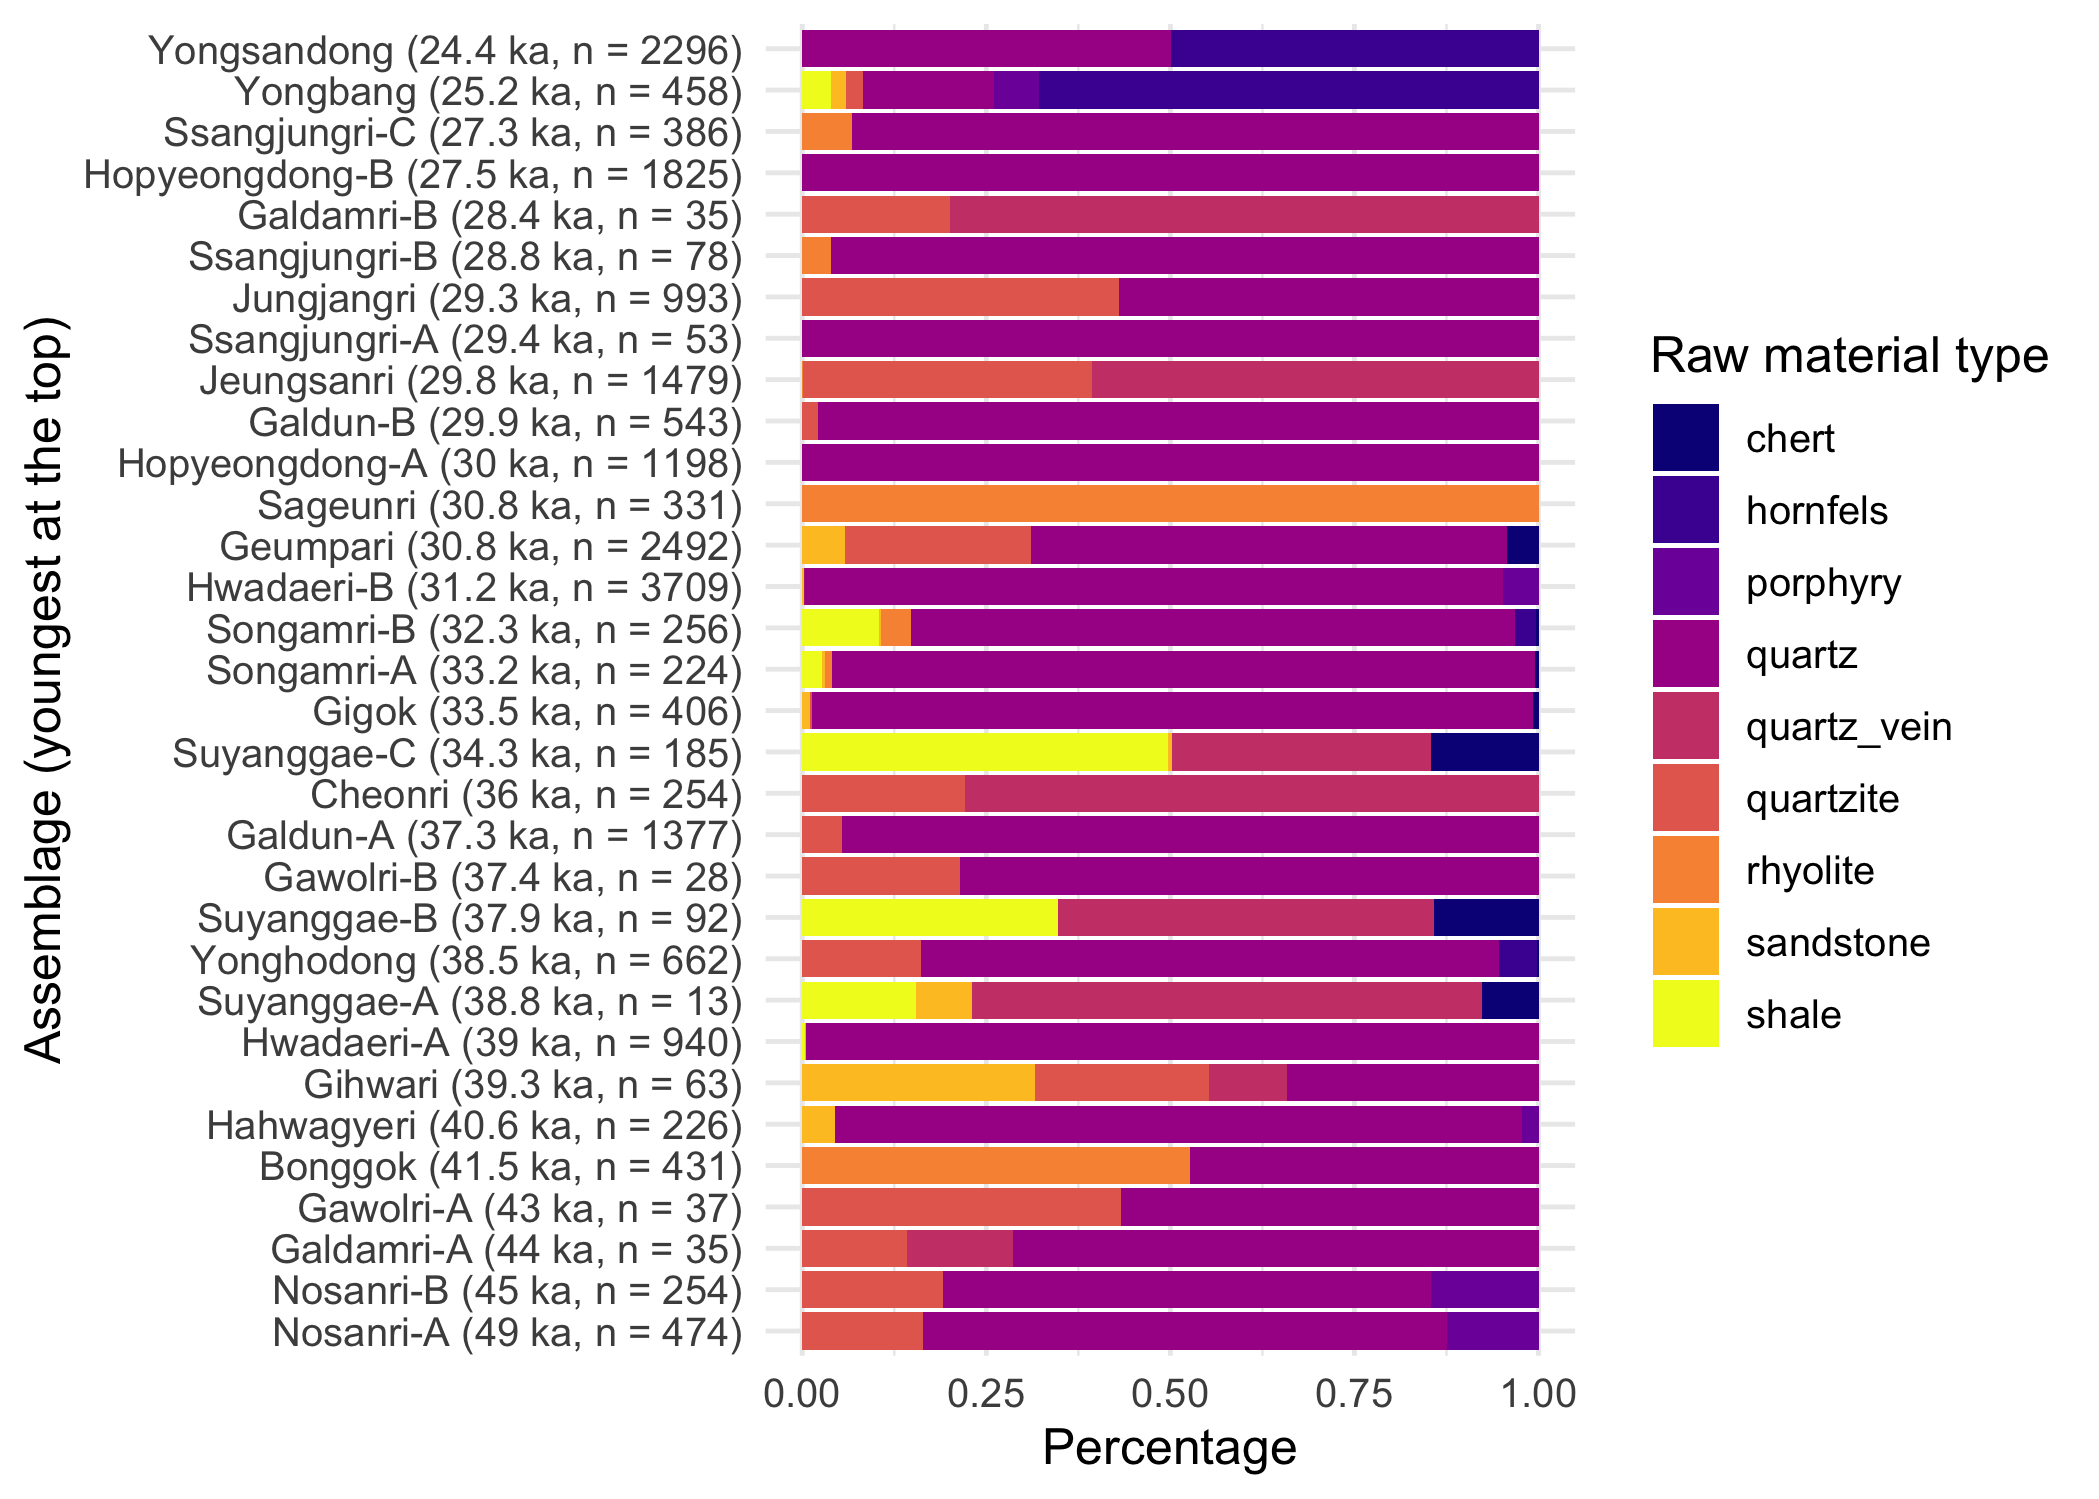 Assemblage (youngest at the top)
Yongsandong (24.4 ka, n = 2296)
Yongbang (25.2 ka, n = 458)
Ssangjungri-C (27.3 ka, n = 386)
Hopyeongdong-B (27.5 ka, n = 1825)
Galdamri-B (28.4 ka, n = 35)
Ssangjungri-B (28.8 ka, n = 78)
Jungjangri (29.3 ka, n = 993)
Ssangjungri-A (29.4 ka, n = 53)
Jeungsanri (29.8 ka, n = 1479)
Galdun-B (29.9 ka, n = 543)
Hopyeongdong-A (30 ka, n = 1198)
Sageunri (30.8 ka, n = 331)
Geumpari (30.8 ka, n = 2492)
Hwadaeri-B (31.2 ka, n = 3709)
Songamri-B (32.3 ka, n = 256)
Songamri-A (33.2 ka, n = 224)
Gigok (33.5 ka, n = 406)
Suyanggae-C (34.3 ka, n = 185)
Cheonri (36 ka, n = 254)
Galdun-A (37.3 ka, n = 1377)
Gawolri-B (37.4 ka, n = 28)
Suyanggae-B (37.9 ka, n = 92)
Yonghodong (38.5 ka, n = 662)
Suyanggae-A (38.8 ka, n = 13)
Hwadaeri-A (39 ka, n = 940)
Gihwari (39.3 ka, n = 63)
Hahwagyeri (40.6 ka, n = 226)
Bonggok (41.5 ka, n = 431)
Gawolri-A (43 ka, n = 37)
Galdamri-A (44 ka, n = 35)
Nosanri-B (45 ka, n = 254)
Nosanri-A (49 ka, n = 474)
0.00 0.25 0.50 0.75 1.00
Percentage
Raw material type
chert
hornfels
porphyry
quartz
quartz_vein
quartzite
rhyolite
sandstone
shale